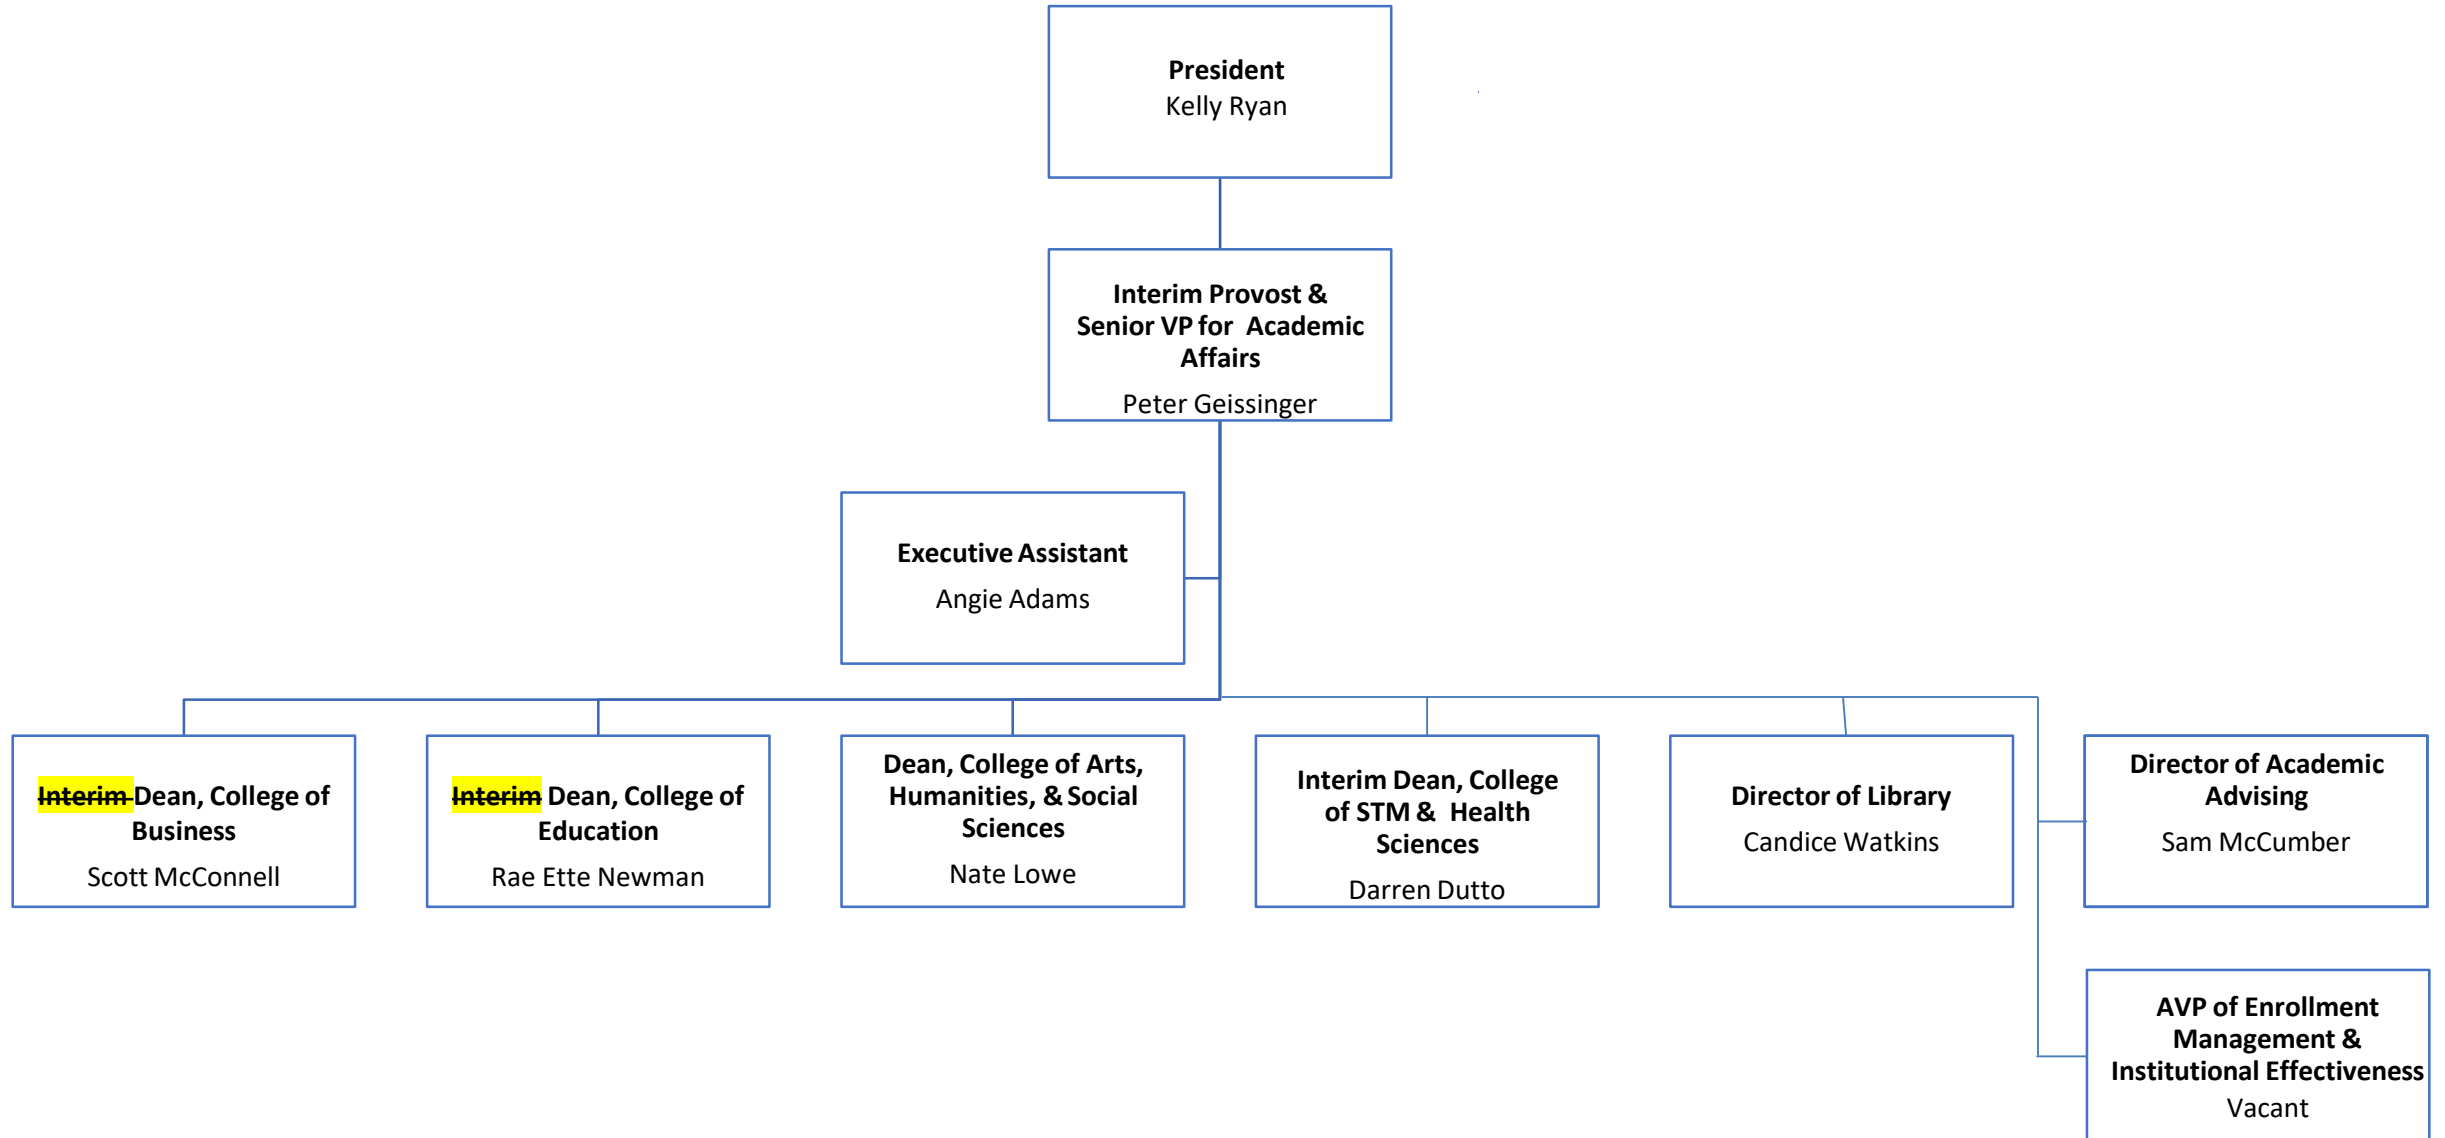 President
Kelly Ryan
Interim Provost &
Senior VP for Academic
Affairs
Peter Geissinger
Executive Assistant
Angie Adams
Interim Dean, College of
Business
Scott McConnell
Interim Dean, College of
Education
Rae Ette Newman
Dean, College of Arts,
Humanities, & Social
Sciences
Nate Lowe
Interim Dean, College
of STM & Health
Sciences
Darren Dutto
Director of Library
Candice Watkins
Director of Academic
Advising
Sam McCumber
AVP of Enrollment
Management &
Institutional Effectiveness
Vacant